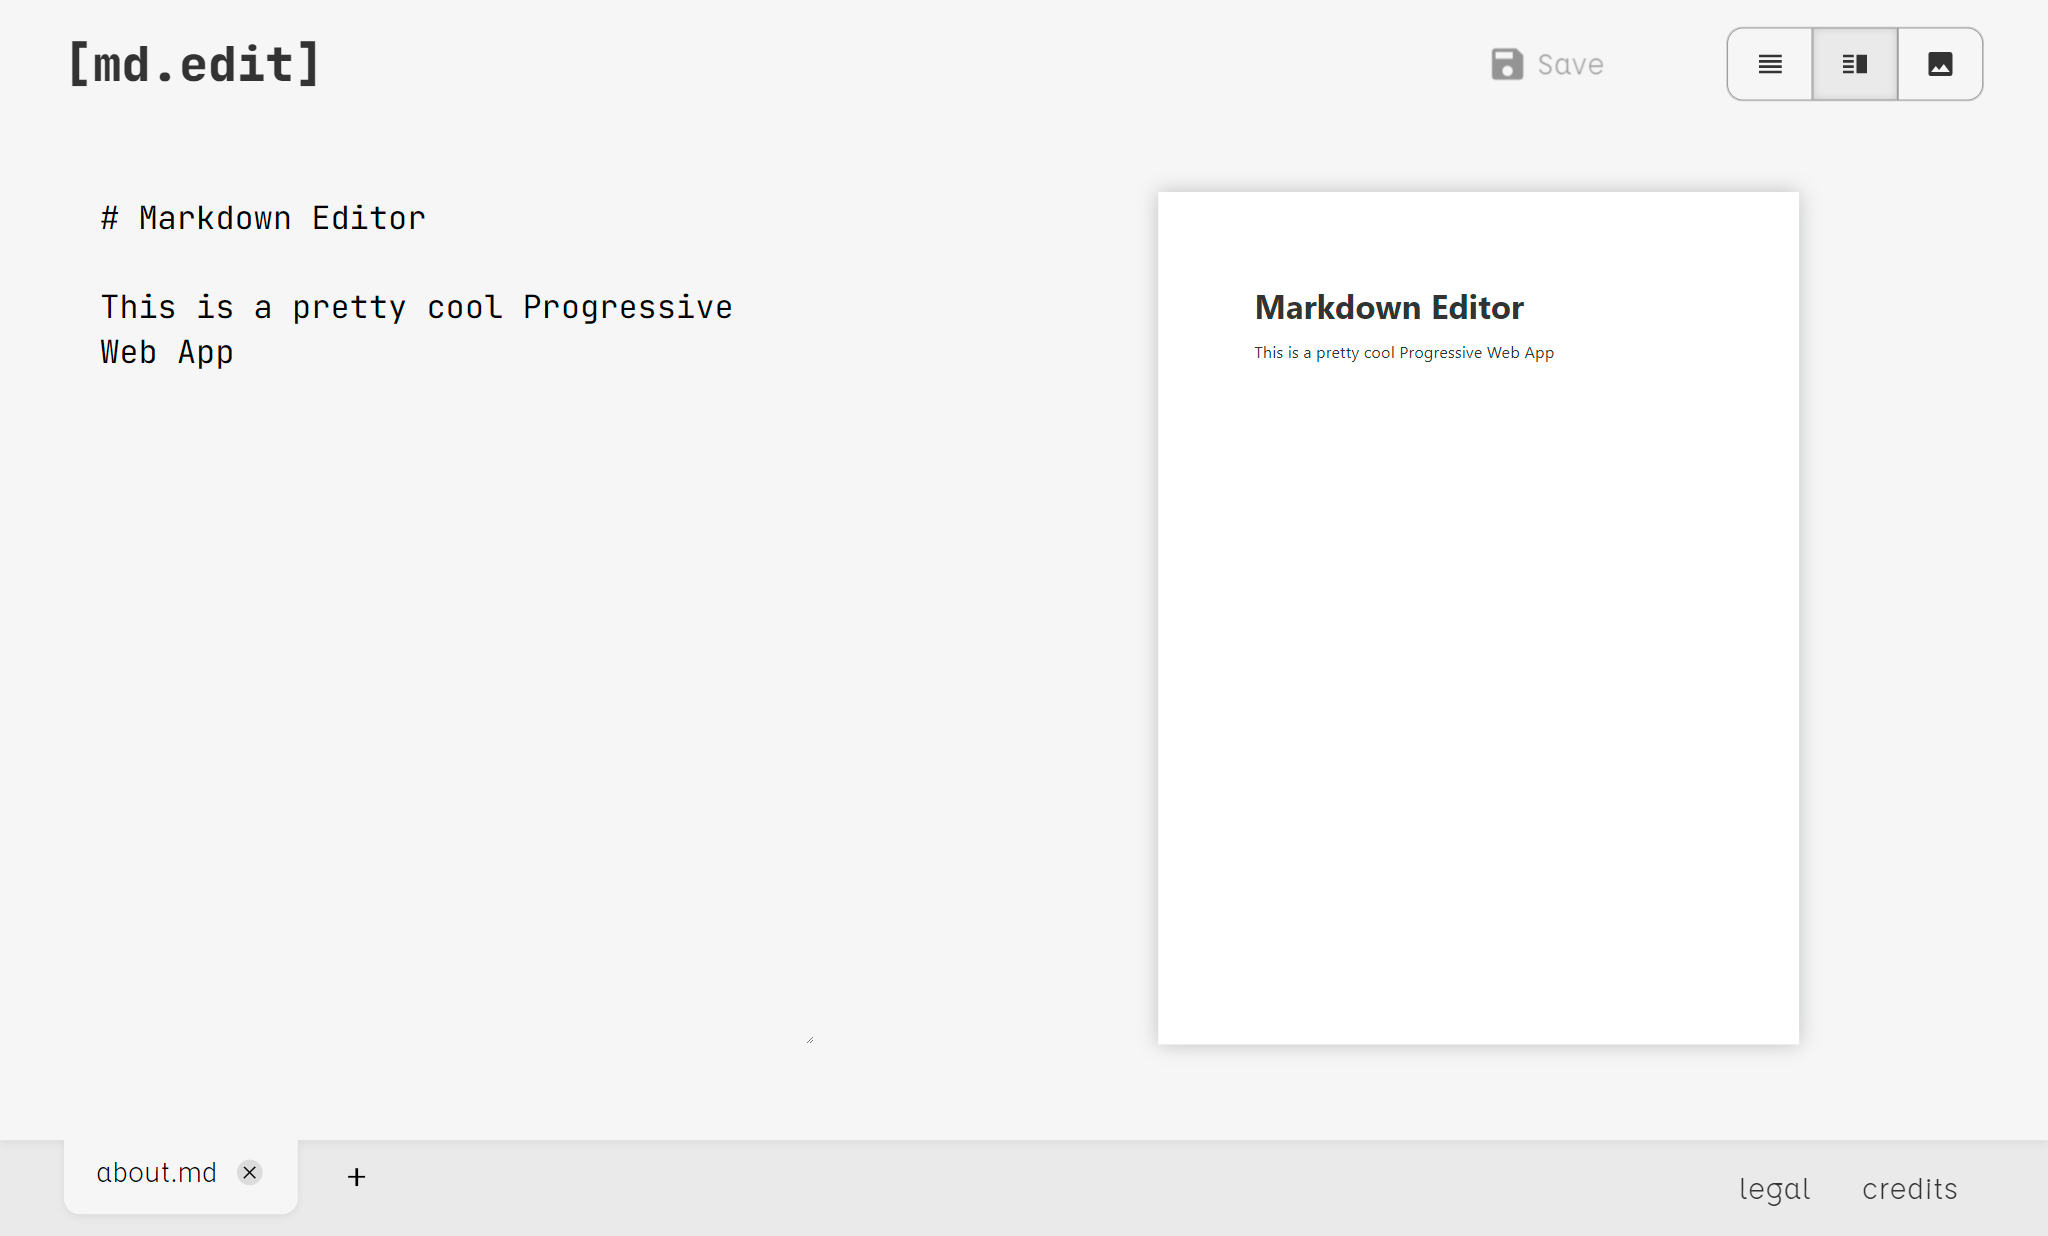 [md.edit]
Save
# Markdown Editor
This is a pretty cool Progressive
Web App
Markdown Editor
This is a pretty cool Progressive Web App
about.md
+
legal
credits